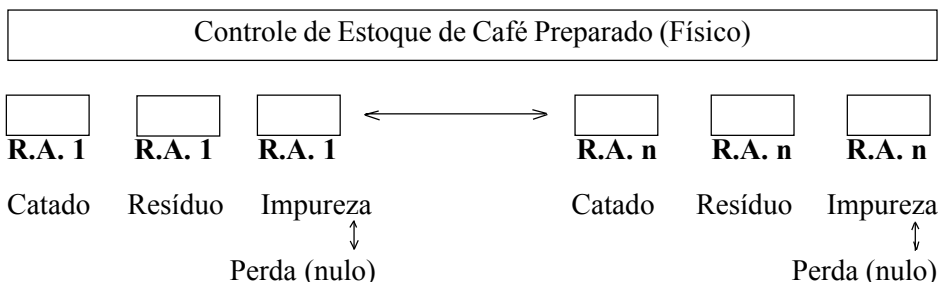 Controle de Estoque de Café Preparado (Físico)
R.A. 1 R.A. 1 R.A. 1 R.A. n R.A. n R.A. n
Catado Resíduo Impureza Catado Resíduo Impureza
Perda (nulo) Perda (nulo)